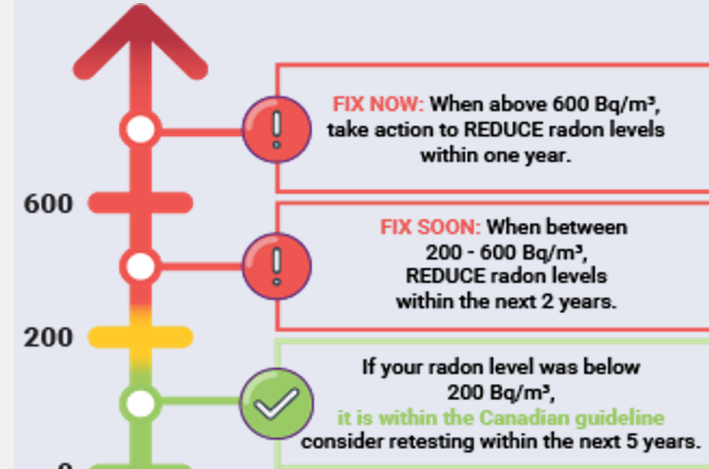 FIX NOW: When above 600 Bq/m³,
take action to REDUCE radon levels
within one year.
600
FIX SOON: When between
200 - 600 Bq/m³,
REDUCE radon levels
within the next 2 years.
200
If your radon level was below
200 Bq/m³,
it is within the Canadian guideline
consider retesting within the next 5 years.